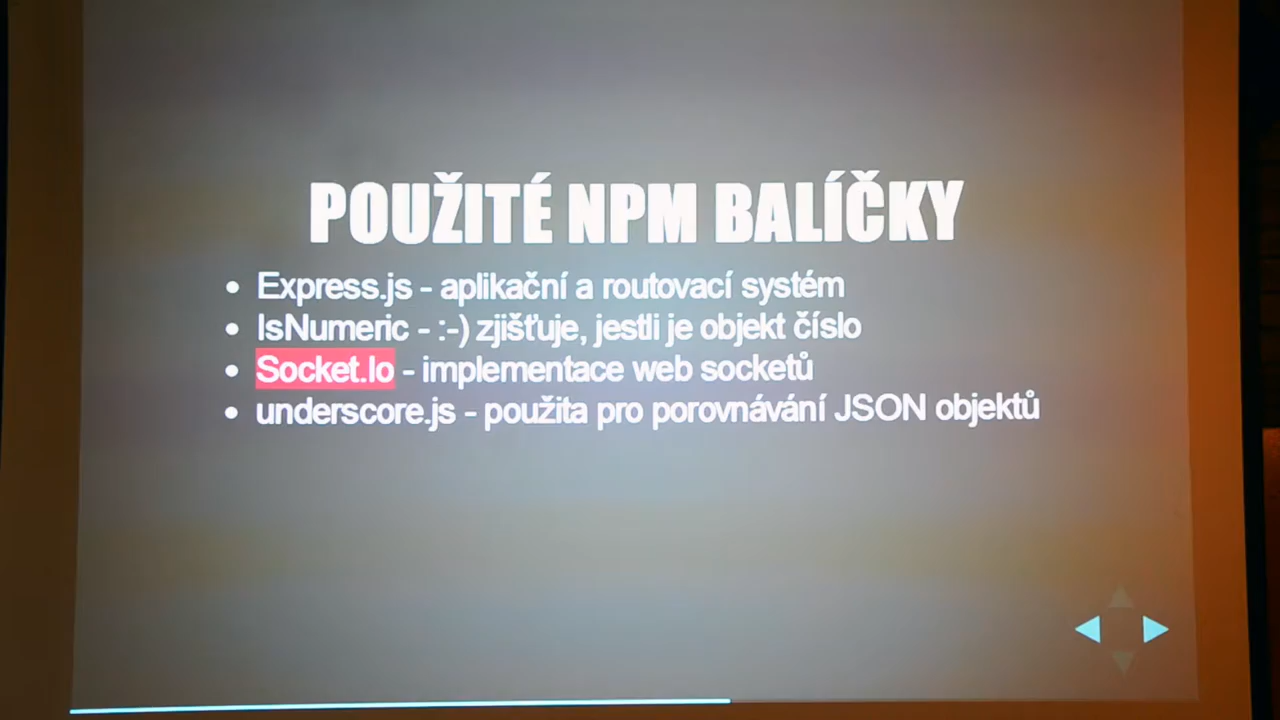 POUŽITÉ NPM BALÍČKY
• Express.js - aplikační a routovací systém
• IsNumeric - :-) zjišťuje, jestli je objekt číslo
• Socket.Io - implementace web socketů
• underscore.js - použita pro porovnávání JSON objektů